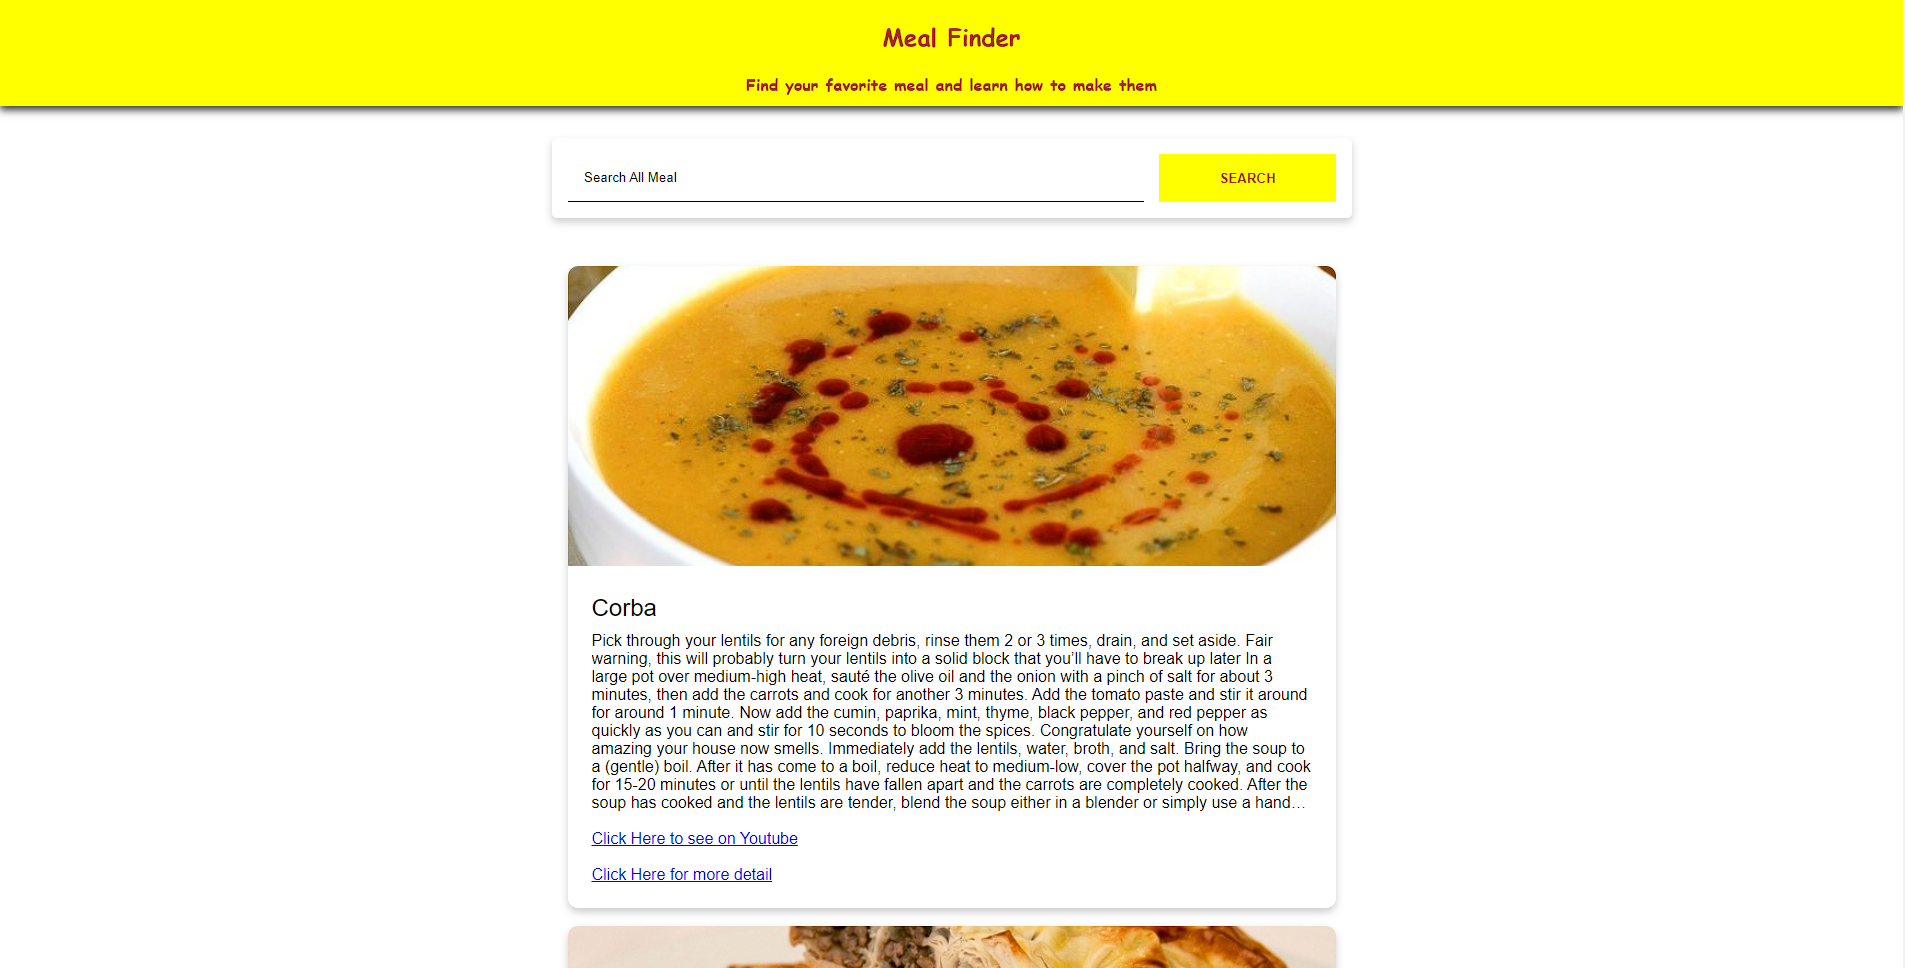 Meal Finder
Find your favorite meal and learn how to make them
Search All Meal
SEARCH
Corba
Pick through your lentils for any foreign debris, rinse them 2 or 3 times, drain, and set aside. Fair
warning, this will probably turn your lentils into a solid block that you’ll have to break up later In a
large pot over medium-high heat, sauté the olive oil and the onion with a pinch of salt for about 3
minutes, then add the carrots and cook for another 3 minutes. Add the tomato paste and stir it around
for around 1 minute. Now add the cumin, paprika, mint, thyme, black pepper, and red pepper as
quickly as you can and stir for 10 seconds to bloom the spices. Congratulate yourself on how
amazing your house now smells. Immediately add the lentils, water, broth, and salt. Bring the soup to
a (gentle) boil. After it has come to a boil, reduce heat to medium-low, cover the pot halfway, and cook
for 15-20 minutes or until the lentils have fallen apart and the carrots are completely cooked. After the
soup has cooked and the lentils are tender, blend the soup either in a blender or simply use a hand…
Click Here to see on Youtube
Click Here for more detail